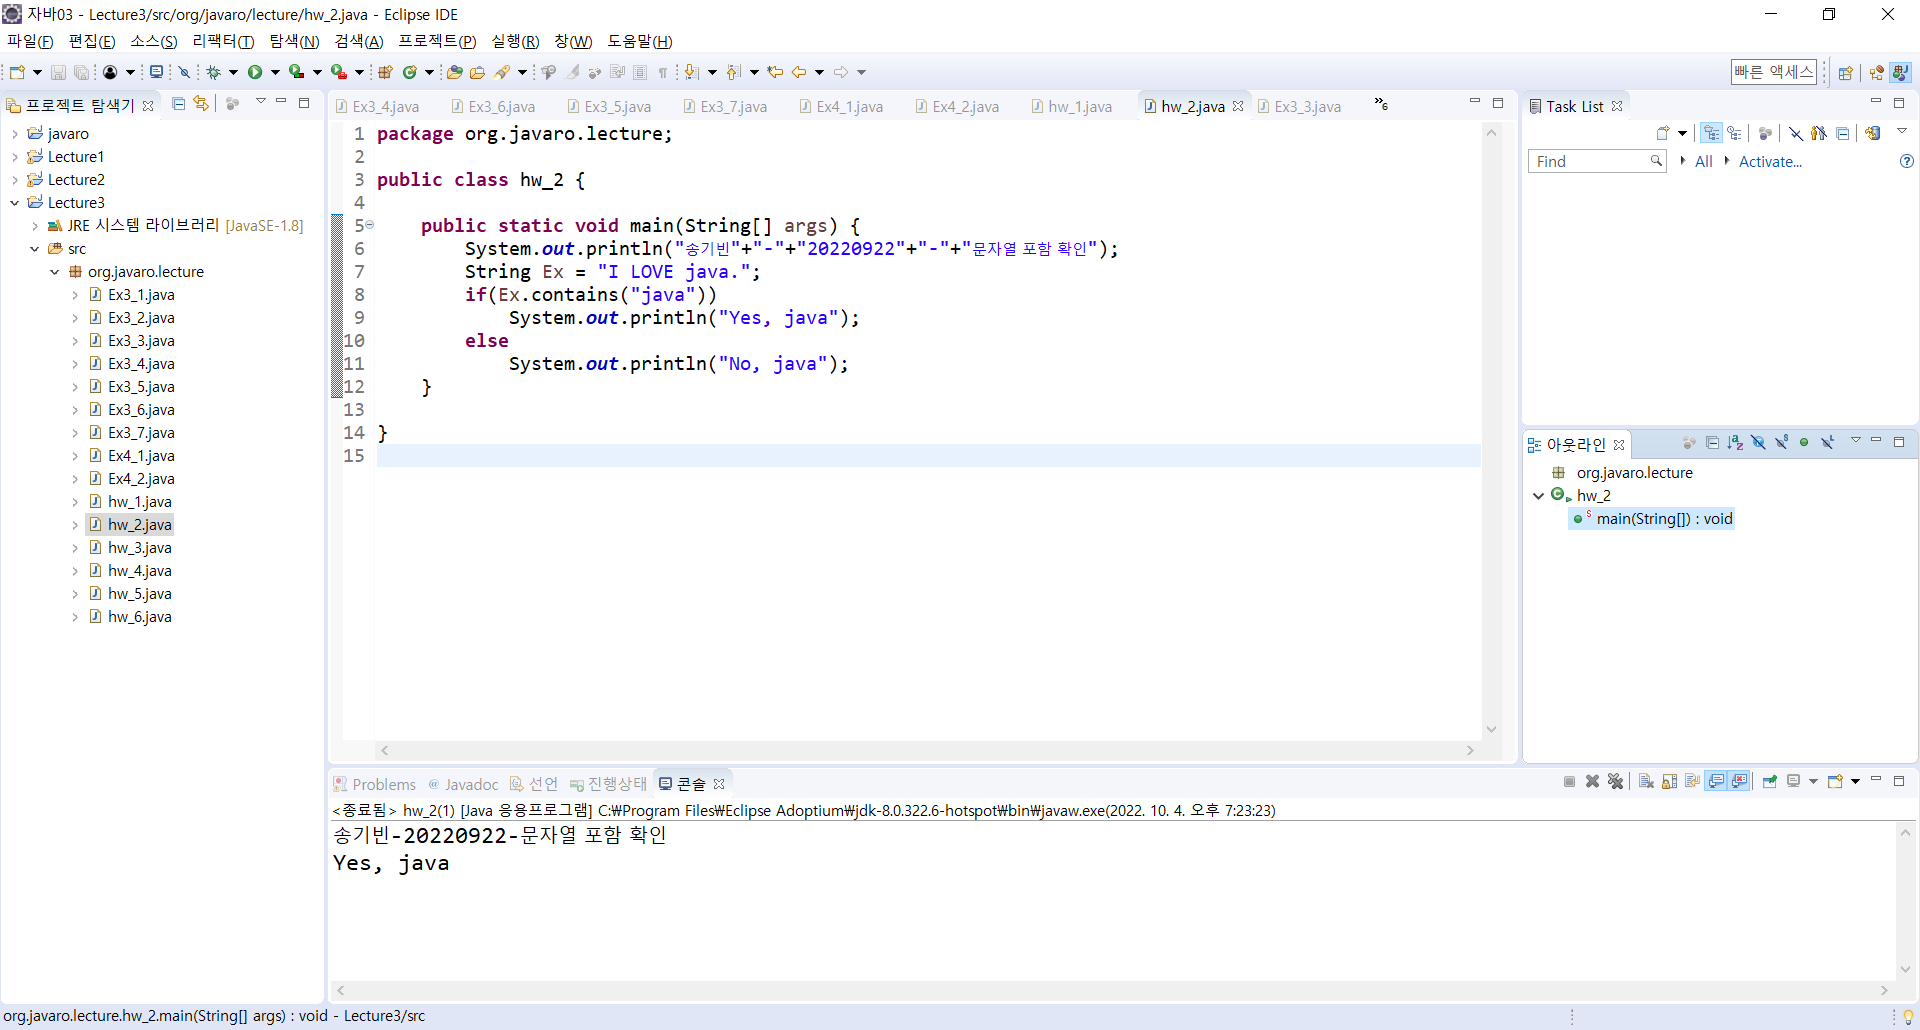 자바03 - Lecture3/src/org/javaro/lecture/hw_2.java - Eclipse IDE
파일(F) 편집(E) 소스(S) 리팩터(T) 탐색(N) 검색(A) 프로젝트(P) 실행(R) 창(W) 도움말(H)
빠른 액세스
프로젝트 탐색기
javaro
Lecture1
Lecture2
Lecture3
JRE 시스템 라이브러리 [JavaSE-1.8]
src
org.javaro.lecture
Ex3_1.java
Ex3_2.java
Ex3_3.java
Ex3_4.java
Ex3_5.java
Ex3_6.java
Ex3_7.java
Ex4_1.java
Ex4_2.java
hw_1.java
hw_2.java
hw_3.java
hw_4.java
hw_5.java
hw_6.java
Ex3_4.java Ex3_6.java Ex3_5.java Ex3_7.java Ex4_1.java Ex4_2.java hw_1.java hw_2.java Ex3_3.java »6
1 package org.javaro.lecture;
2
3 public class hw_2 {
4
5     public static void main(String[] args) {
6         System.out.println("송기빈"+"-"+"20220922"+"-"+"문자열 포함 확인");
7         String Ex = "I LOVE java.";
8         if(Ex.contains("java"))
9             System.out.println("Yes, java");
10         else
11             System.out.println("No, java");
12     }
13
14 }
15
Task List
Find All Activate...
아웃라인
org.javaro.lecture
hw_2
main(String[]) : void
Problems @ Javadoc 선언 진행상태 콘솔
<종료됨> hw_2(1) [Java 응용프로그램] C:₩Program Files₩Eclipse Adoptium₩jdk-8.0.322.6-hotspot₩bin₩javaw.exe(2022. 10. 4. 오후 7:23:23)
송기빈-20220922-문자열 포함 확인
Yes, java
org.javaro.lecture.hw_2.main(String[] args) : void - Lecture3/src